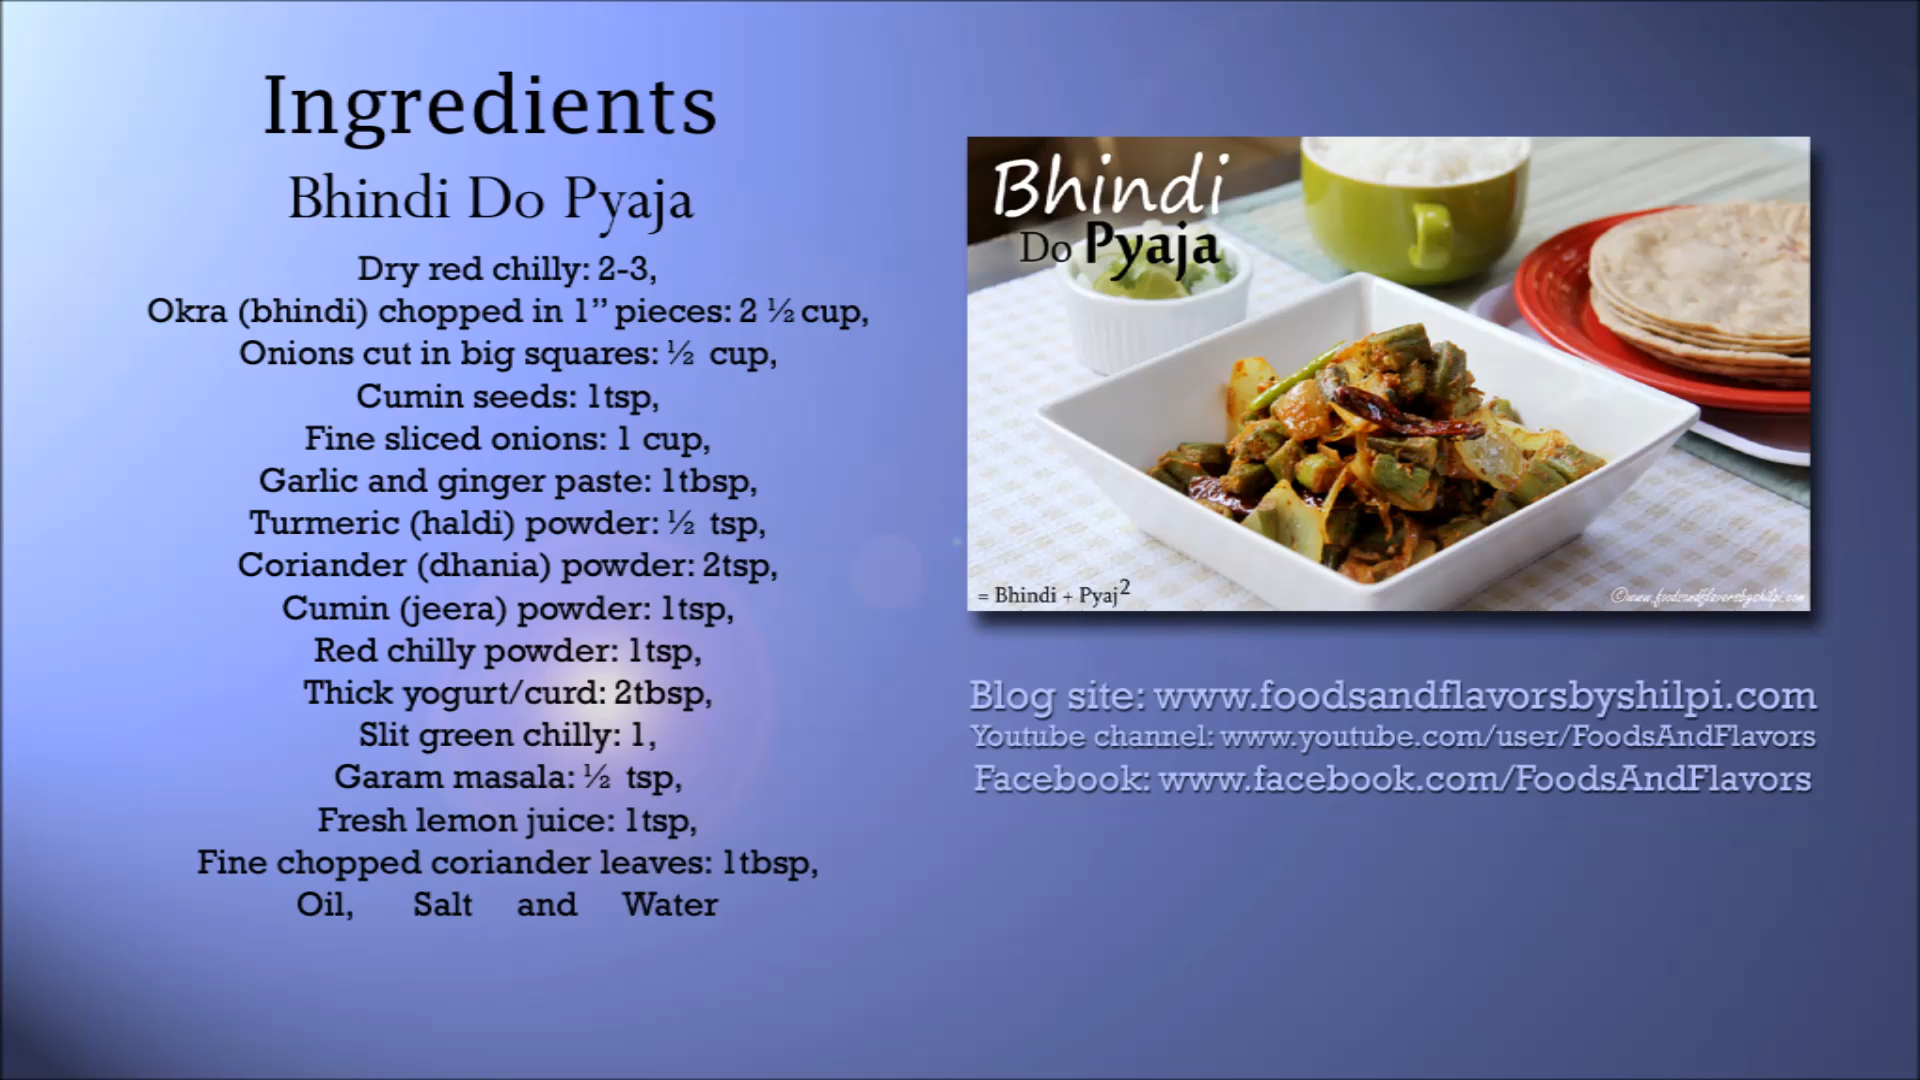 Ingredients
Bhindi Do Pyaja
Dry red chilly: 2-3,
Okra (bhindi) chopped in 1” pieces: 2 ½ cup,
Onions cut in big squares: ½ cup,
Cumin seeds: 1tsp,
Fine sliced onions: 1 cup,
Garlic and ginger paste: 1tbsp,
Turmeric (haldi) powder: ½ tsp,
Coriander (dhania) powder: 2tsp,
Cumin (jeera) powder: 1tsp,
Red chilly powder: 1tsp,
Thick yogurt/curd: 2tbsp,
Slit green chilly: 1,
Garam masala: ½ tsp,
Fresh lemon juice: 1tsp,
Fine chopped coriander leaves: 1tbsp,
Oil, Salt and Water
Bhindi
Do Pyaja
= Bhindi + Pyaj²
©www.foodsandflavorsbyshilpi.com
Blog site: www.foodsandflavorsbyshilpi.com
Youtube channel: www.youtube.com/user/FoodsAndFlavors
Facebook: www.facebook.com/FoodsAndFlavors